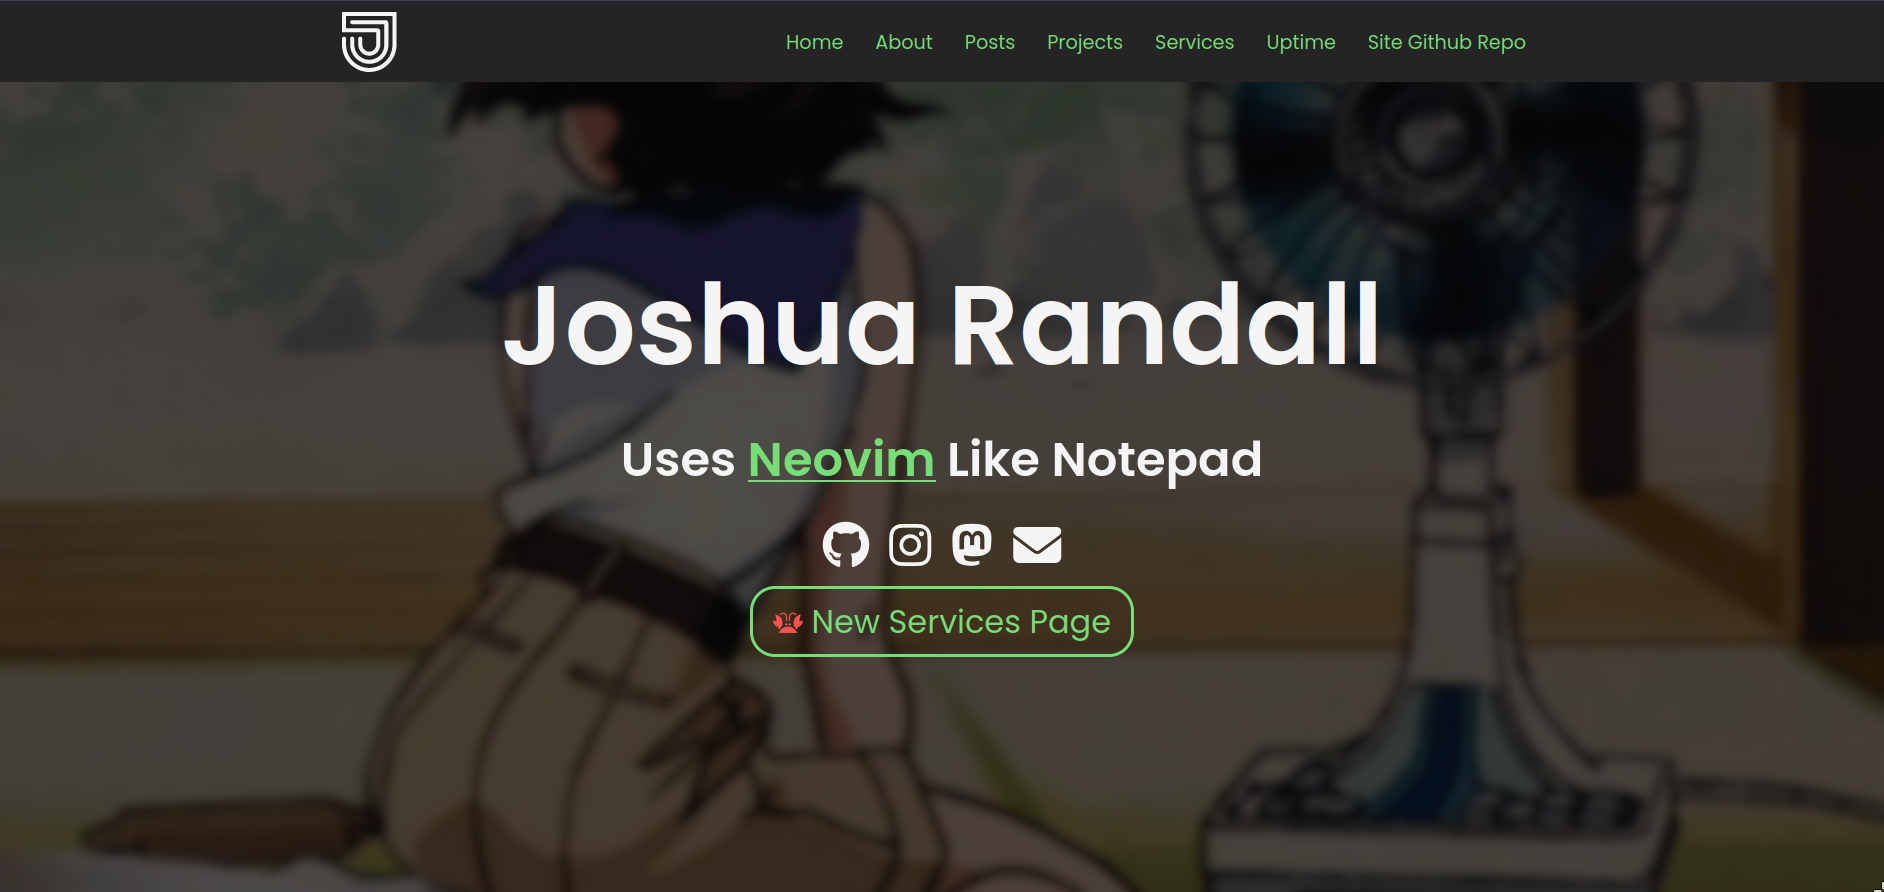 Home About Posts Projects Services Uptime Site Github Repo
Joshua Randall
Uses Neovim Like Notepad
New Services Page